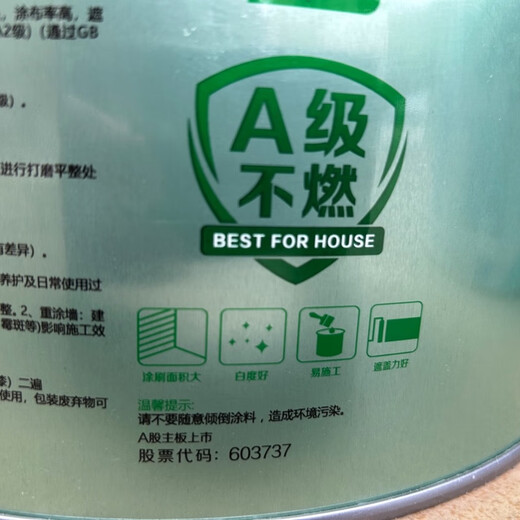 涂布率高，遮
A2级）（通过GB
级）。
进行打磨平整处
有差异）。
养护及日常使用过
整。2、重涂墙：建
霉斑等)影响施工效
漆）二遍
使用，包装废弃物可
A级
不燃
BEST FOR HOUSE
涂刷面积大
白度好
易施工
遮盖力好
温馨提示:
请不要随意倾倒涂料，造成环境污染。
A股主板上市
股票代码：603737